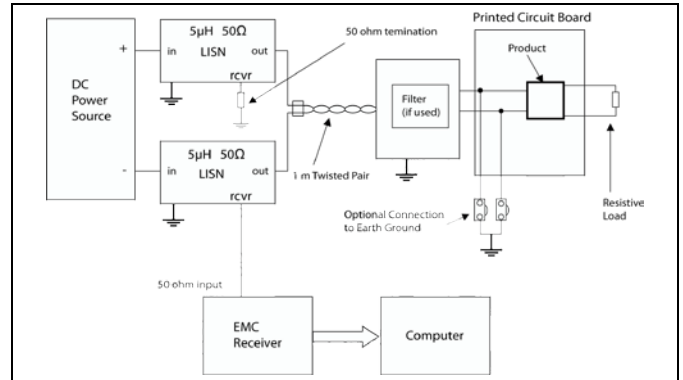 Printed Circuit Board
5µH 50Ω
in
out
LISN
rcvr
+
50 ohm temination
Product
DC
Power
Source
Filter
(if used)
5µH 50Ω
-
in
out
LISN
rcvr
1 m Twisted Pair
Resistive
Load
Optional Connection
to Earth Ground
50 ohm input
EMC
Receiver
Computer